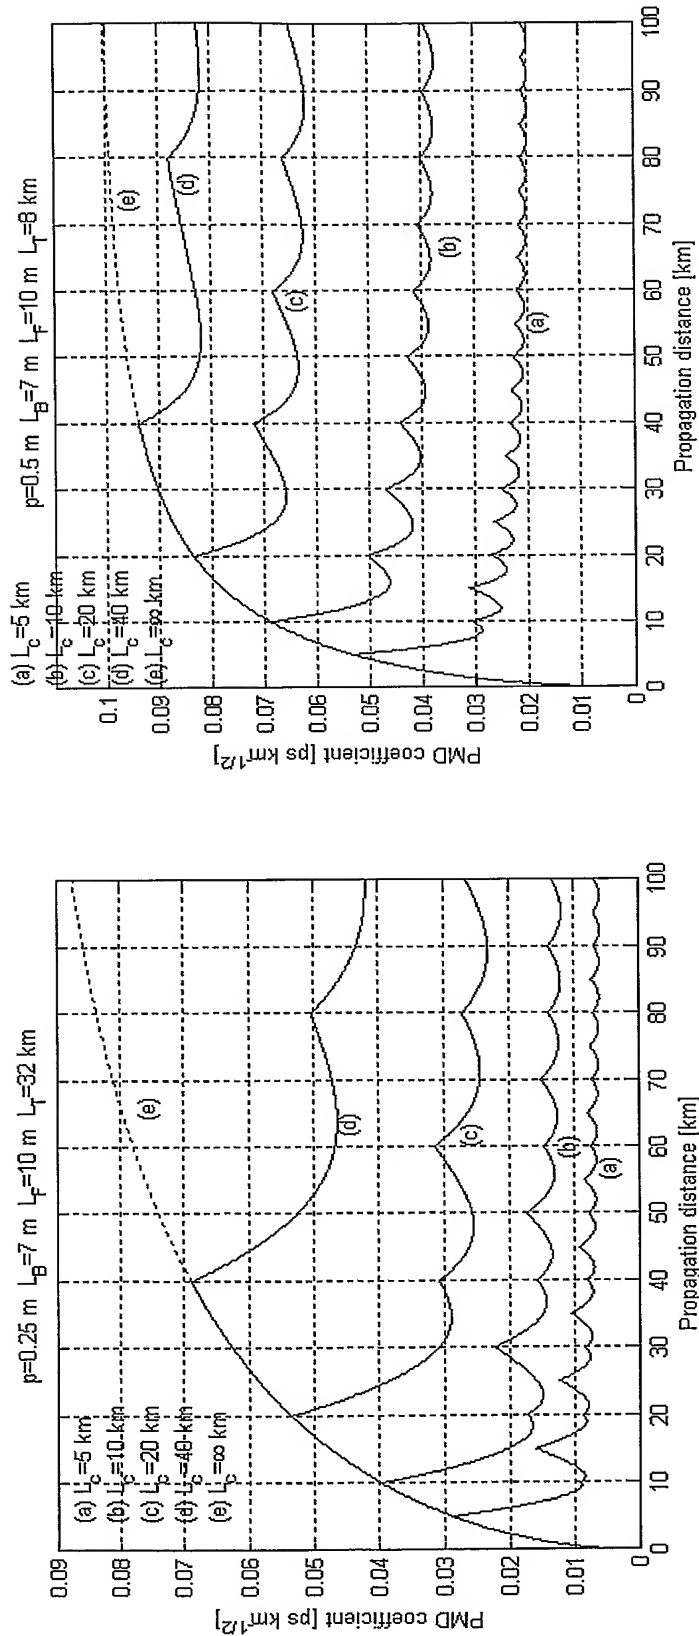 p=0.25 m L_B=7 m L_F=10 m L_T=32 km
(a) L_c=5 km
(b) L_c=10 km
(c) L_c=20 km
(d) L_c=40 km
(e) L_c=∞ km
PMD coefficient [ps km^1/2]
0.09
0.08
0.07
0.06
0.05
0.04
0.03
0.02
0.01
0
(e)
(d)
(c)
(b)
(a)
0 10 20 30 40 50 60 70 80 90 100
Propagation distance [km]
p=0.5 m L_B=7 m L_F=10 m L_T=8 km
(a) L_c=5 km
(b) L_c=10 km
(c) L_c=20 km
(d) L_c=40 km
(e) L_c=∞ km
PMD coefficient [ps km^1/2]
0.1
0.09
0.08
0.07
0.06
0.05
0.04
0.03
0.02
0.01
0
(e)
(d)
(c)
(b)
(a)
0 10 20 30 40 50 60 70 80 90 100
Propagation distance [km]